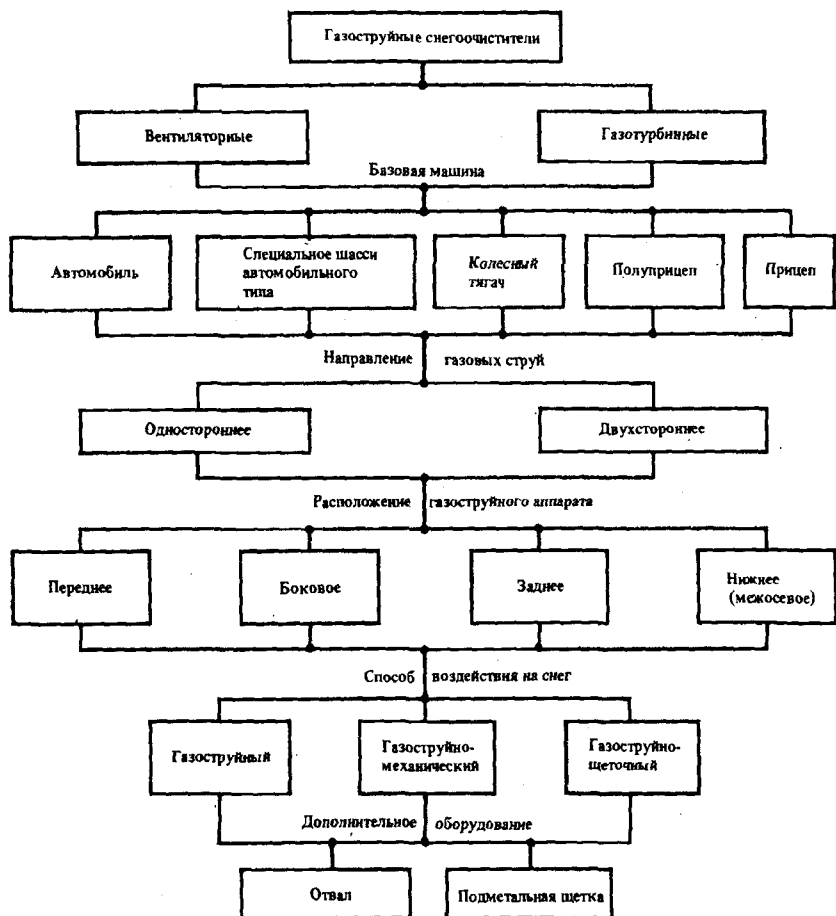 Газоструйные снегоочистители
Вентиляторные
Газотурбинные
Базовая машина
Автомобиль
Специальное шасси
автомобильного
типа
Колесный
тягач
Полуприцеп
Прицеп
Направление газовых струй
Одностороннее
Двухстороннее
Расположение газоструйного аппарата
Переднее
Боковое
Заднее
Нижнее
(межосевое)
Способ воздействия на снег
Газоструйный
Газоструйно-
механический
Газоструйно-
щеточный
Дополнительное оборудование
Отвал
Подметальная щетка